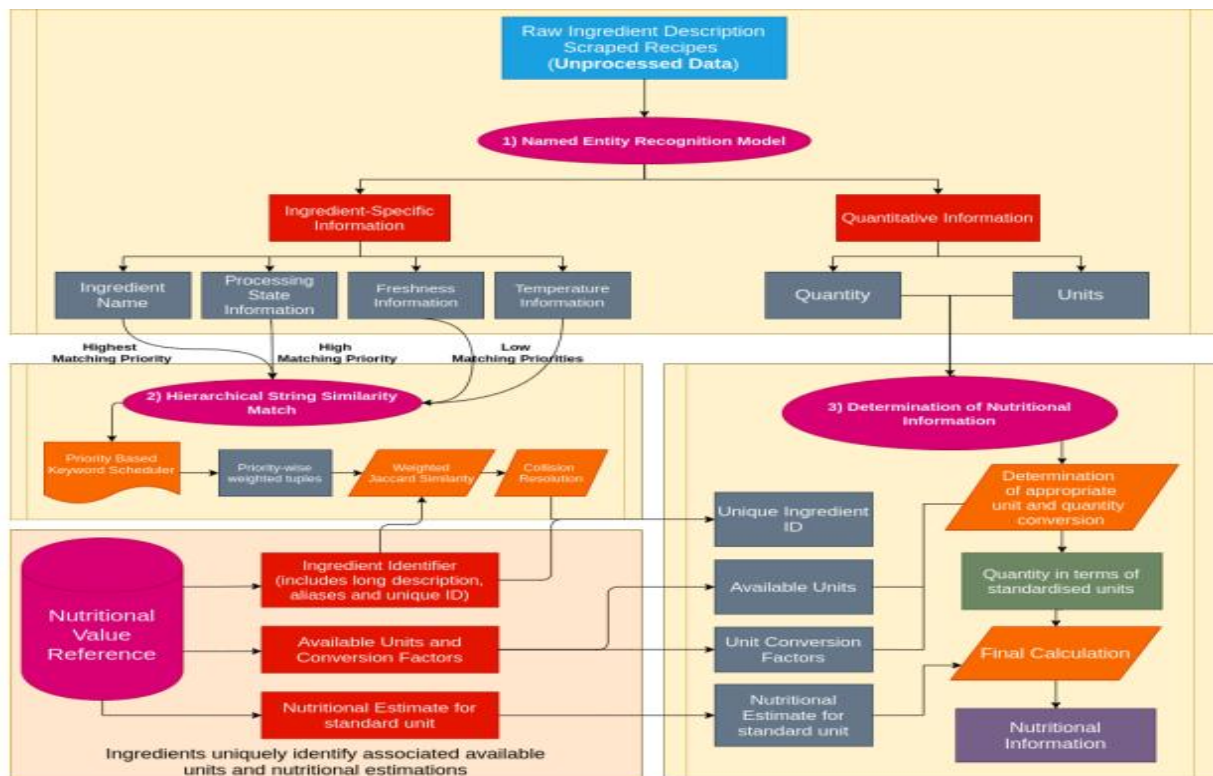 Raw Ingredient Description
Scraped Recipes
(Unprocessed Data)
1) Named Entity Recognition Model
Ingredient-Specific
Information
Quantitative Information
Ingredient
Name
Processing
State
Information
Freshness
Information
Temperature
Information
Quantity
Units
Highest
Matching Priority
High
Matching Priority
Low
Matching Priorities
2) Hierarchical String Similarity
Match
Priority Based
Keyword Scheduler
Priority-wise
weighted tuples
Weighted
Jaccard Similarity
Collision
Resolution
3) Determination of Nutritional
Information
Determination
of appropriate
unit and quantity
conversion
Unique Ingredient
ID
Available Units
Quantity in terms of
standardised units
Unit Conversion
Factors
Final Calculation
Nutritional
Estimate for
standard unit
Nutritional
Information
Nutritional
Value
Reference
Ingredient Identifier
(includes long description,
aliases and unique ID)
Available Units and
Conversion Factors
Nutritional Estimate for
standard unit
Ingredients uniquely identify associated available
units and nutritional estimations